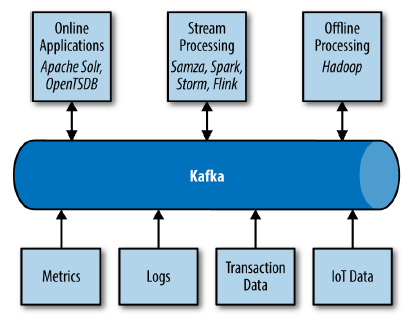 Online
Applications
Apache Solr,
OpenTSDB
Stream
Processing
Samza, Spark,
Storm, Flink
Offline
Processing
Hadoop
Kafka
Metrics
Logs
Transaction
Data
IoT Data